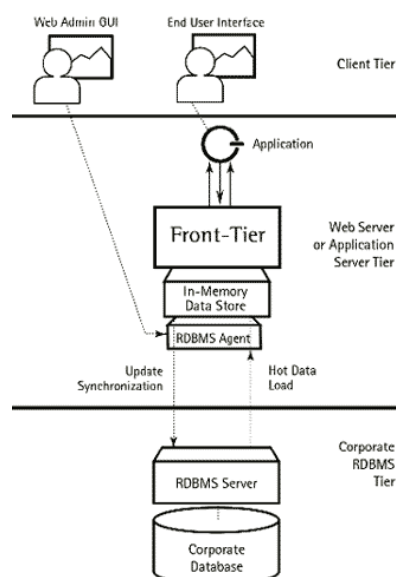 Web Admin GUI
End User Interface
Client Tier
Application
Front-Tier
Web Server
or Application
Server Tier
In-Memory
Data Store
RDBMS Agent
Update
Synchronization
Hot Data
Load
Corporate
RDBMS
Tier
RDBMS Server
Corporate
Database